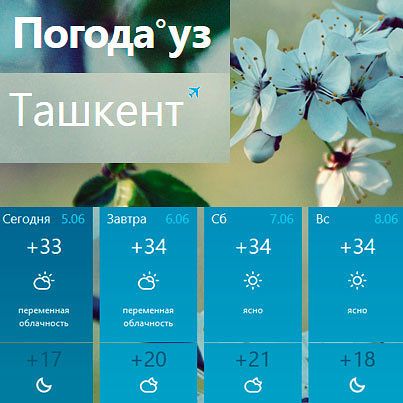 Погода°уз
Ташкент
Сегодня 5.06
+33
переменная
облачность
+17
Завтра 6.06
+34
переменная
облачность
+20
Сб 7.06
+34
ясно
+21
Вс 8.06
+34
ясно
+18